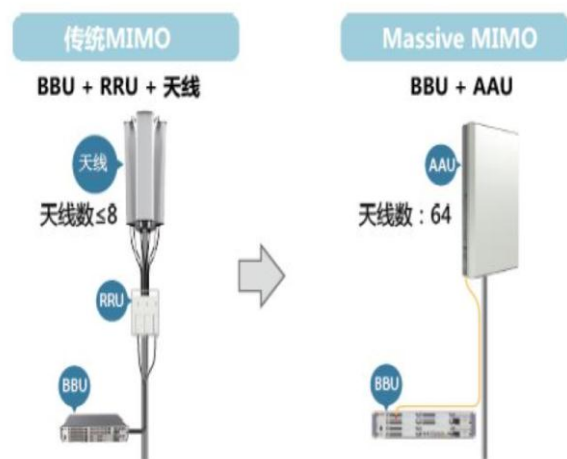 传统MIMO
Massive MIMO
BBU + RRU + 天线
BBU + AAU
天线
AAU
天线数≤8
天线数：64
RRU
BBU
BBU